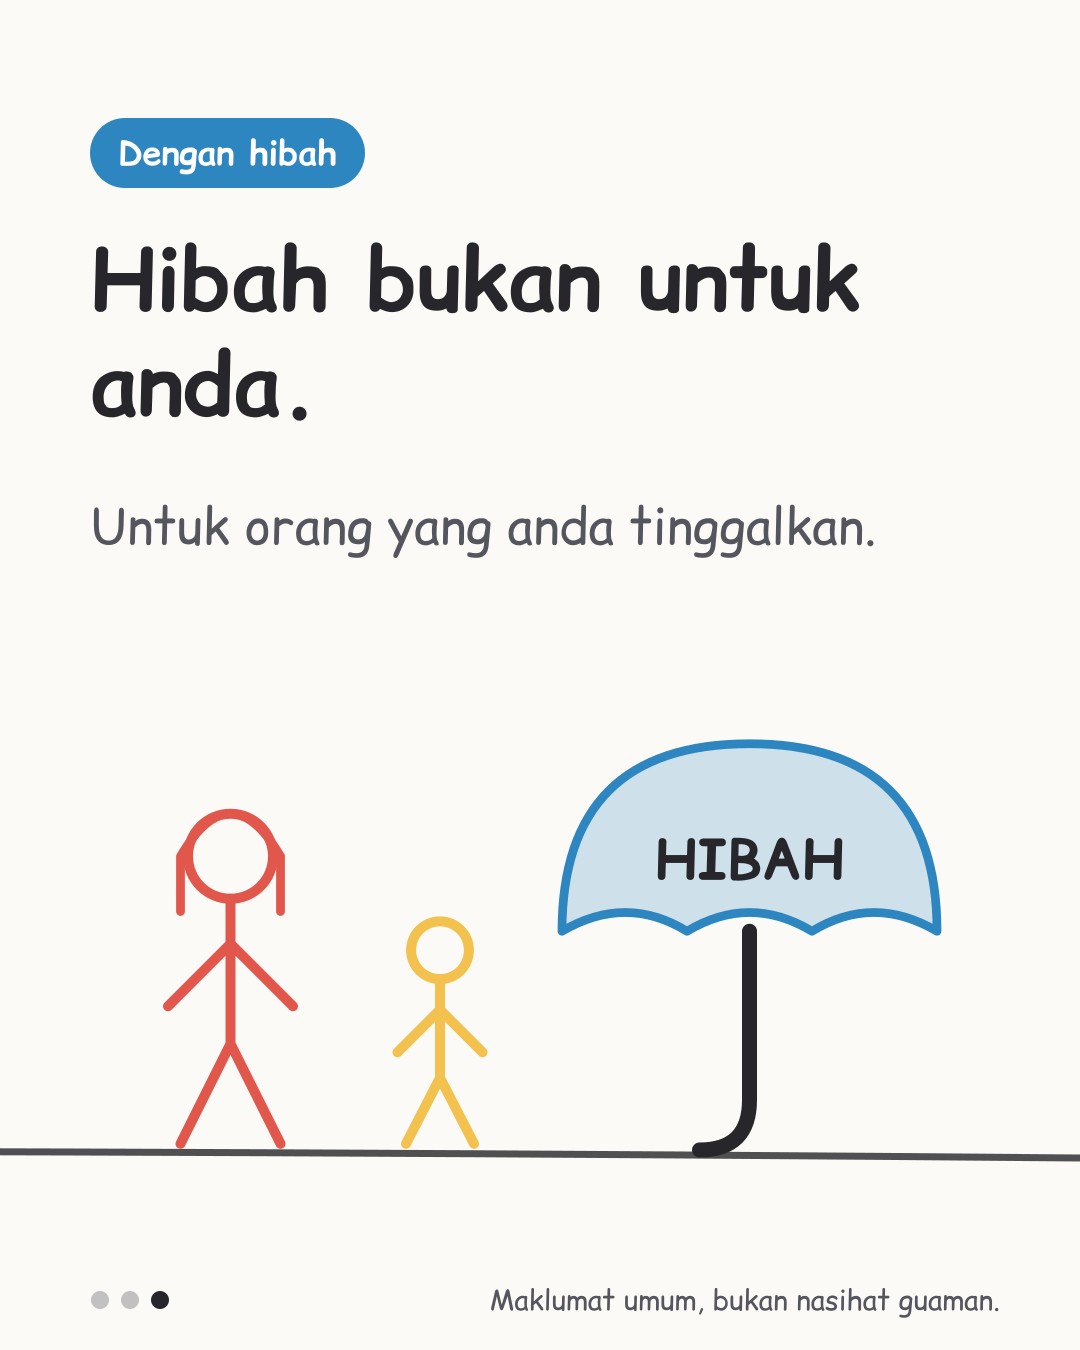 Dengan hibah
Hibah bukan untuk
anda.
Untuk orang yang anda tinggalkan.
HIBAH
Maklumat umum, bukan nasihat guaman.